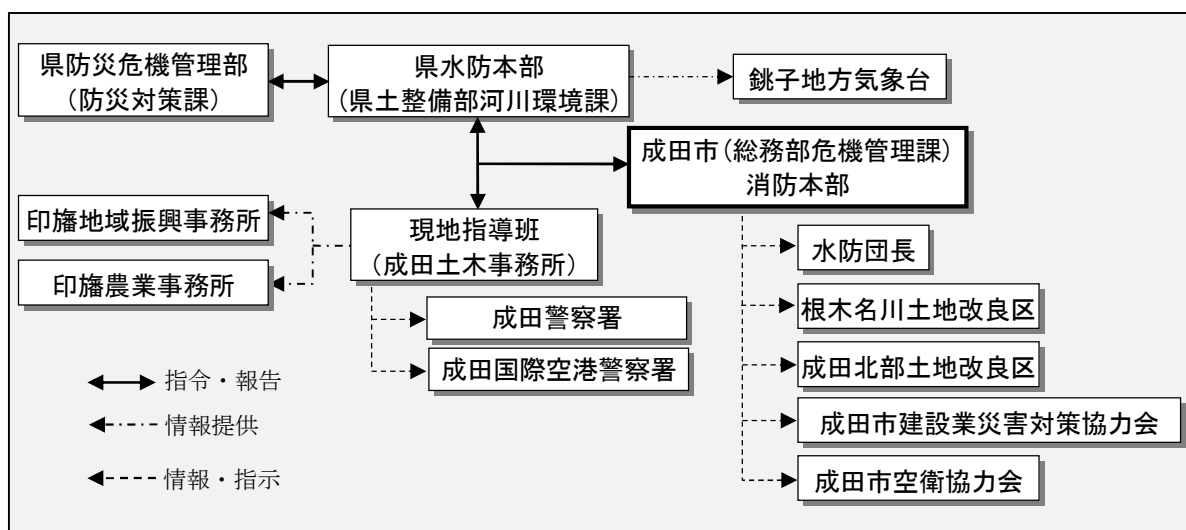 県防災危機管理部
(防災対策課)
県水防本部
(県土整備部河川環境課)
銚子地方気象台
成田市(総務部危機管理課)
消防本部
印旛地域振興事務所
印旛農業事務所
現地指導班
(成田土木事務所)
水防団長
成田警察署
根木名川土地改良区
成田国際空港警察署
成田北部土地改良区
指令・報告
成田市建設業災害対策協力会
情報提供
情報・指示
成田市空衛協力会